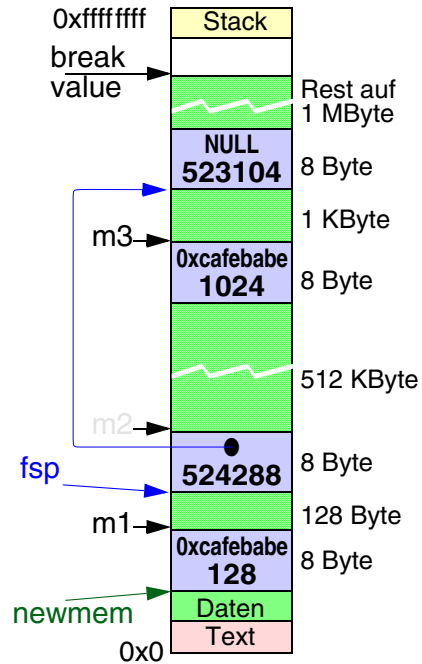 0xffffffff
Stack
break
value
Rest auf
1 MByte
NULL
523104
8 Byte
1 KByte
m3
0xcafebabe
1024
8 Byte
512 KByte
m2
524288
8 Byte
fsp
128 Byte
m1
0xcafebabe
128
8 Byte
newmem
Daten
Text
0x0